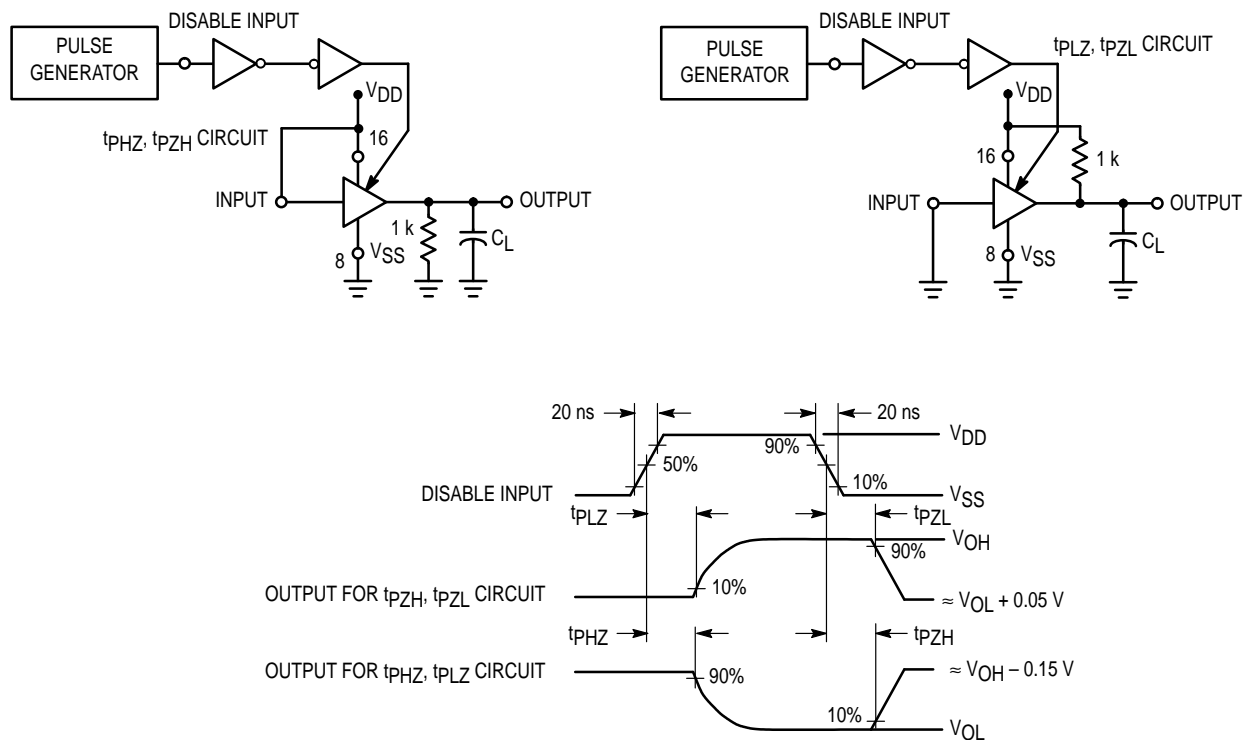 DISABLE INPUT
PULSE
GENERATOR
VDD
tPHZ, tPZH CIRCUIT
16
INPUT
OUTPUT
1 k
CL
8
VSS
DISABLE INPUT
PULSE
GENERATOR
tPLZ, tPZL CIRCUIT
VDD
16
1 k
INPUT
OUTPUT
CL
8
VSS
20 ns
20 ns
VDD
90%
50%
10%
DISABLE INPUT
VSS
tPLZ
tPZL
VOH
90%
10%
OUTPUT FOR tPZH, tPZL CIRCUIT
≈ VOL + 0.05 V
tPHZ
tPZH
OUTPUT FOR tPHZ, tPLZ CIRCUIT
90%
≈ VOH – 0.15 V
10%
VOL